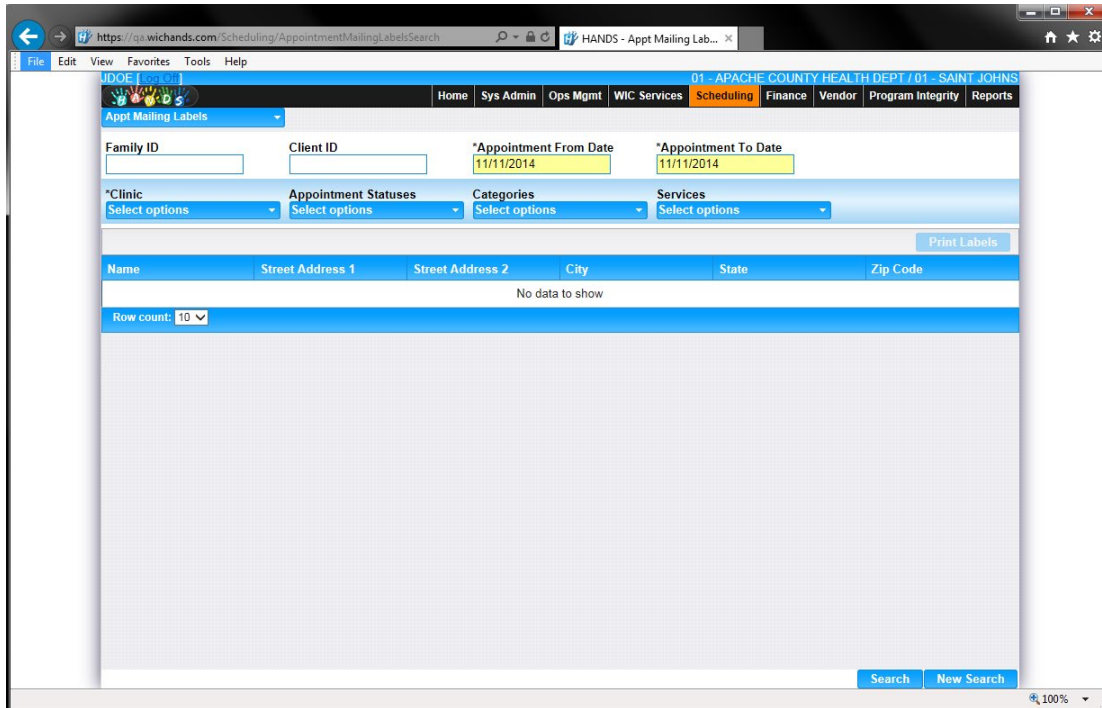 https://qa.wichands.com/Scheduling/AppointmentMailingLabelsSearch HANDS - Appt Mailing Lab...
File Edit View Favorites Tools Help
JDOE [Log Off] 01 - APACHE COUNTY HEALTH DEPT / 01 - SAINT JOHNS
HANDS Home Sys Admin Ops Mgmt WIC Services Scheduling Finance Vendor Program Integrity Reports
Appt Mailing Labels
Family ID Client ID *Appointment From Date *Appointment To Date
11/11/2014 11/11/2014
*Clinic Appointment Statuses Categories Services
Select options Select options Select options Select options
Print Labels
Name Street Address 1 Street Address 2 City State Zip Code
No data to show
Row count: 10
Search New Search
100%